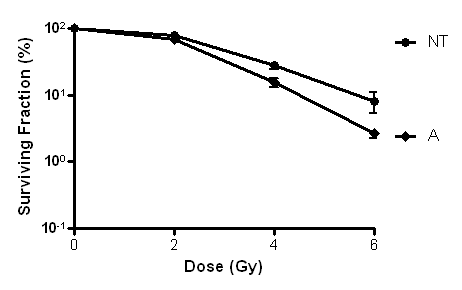 10²
10¹
10⁰
10⁻¹
Surviving Fraction (%)
0 2 4 6
Dose (Gy)
NT
A